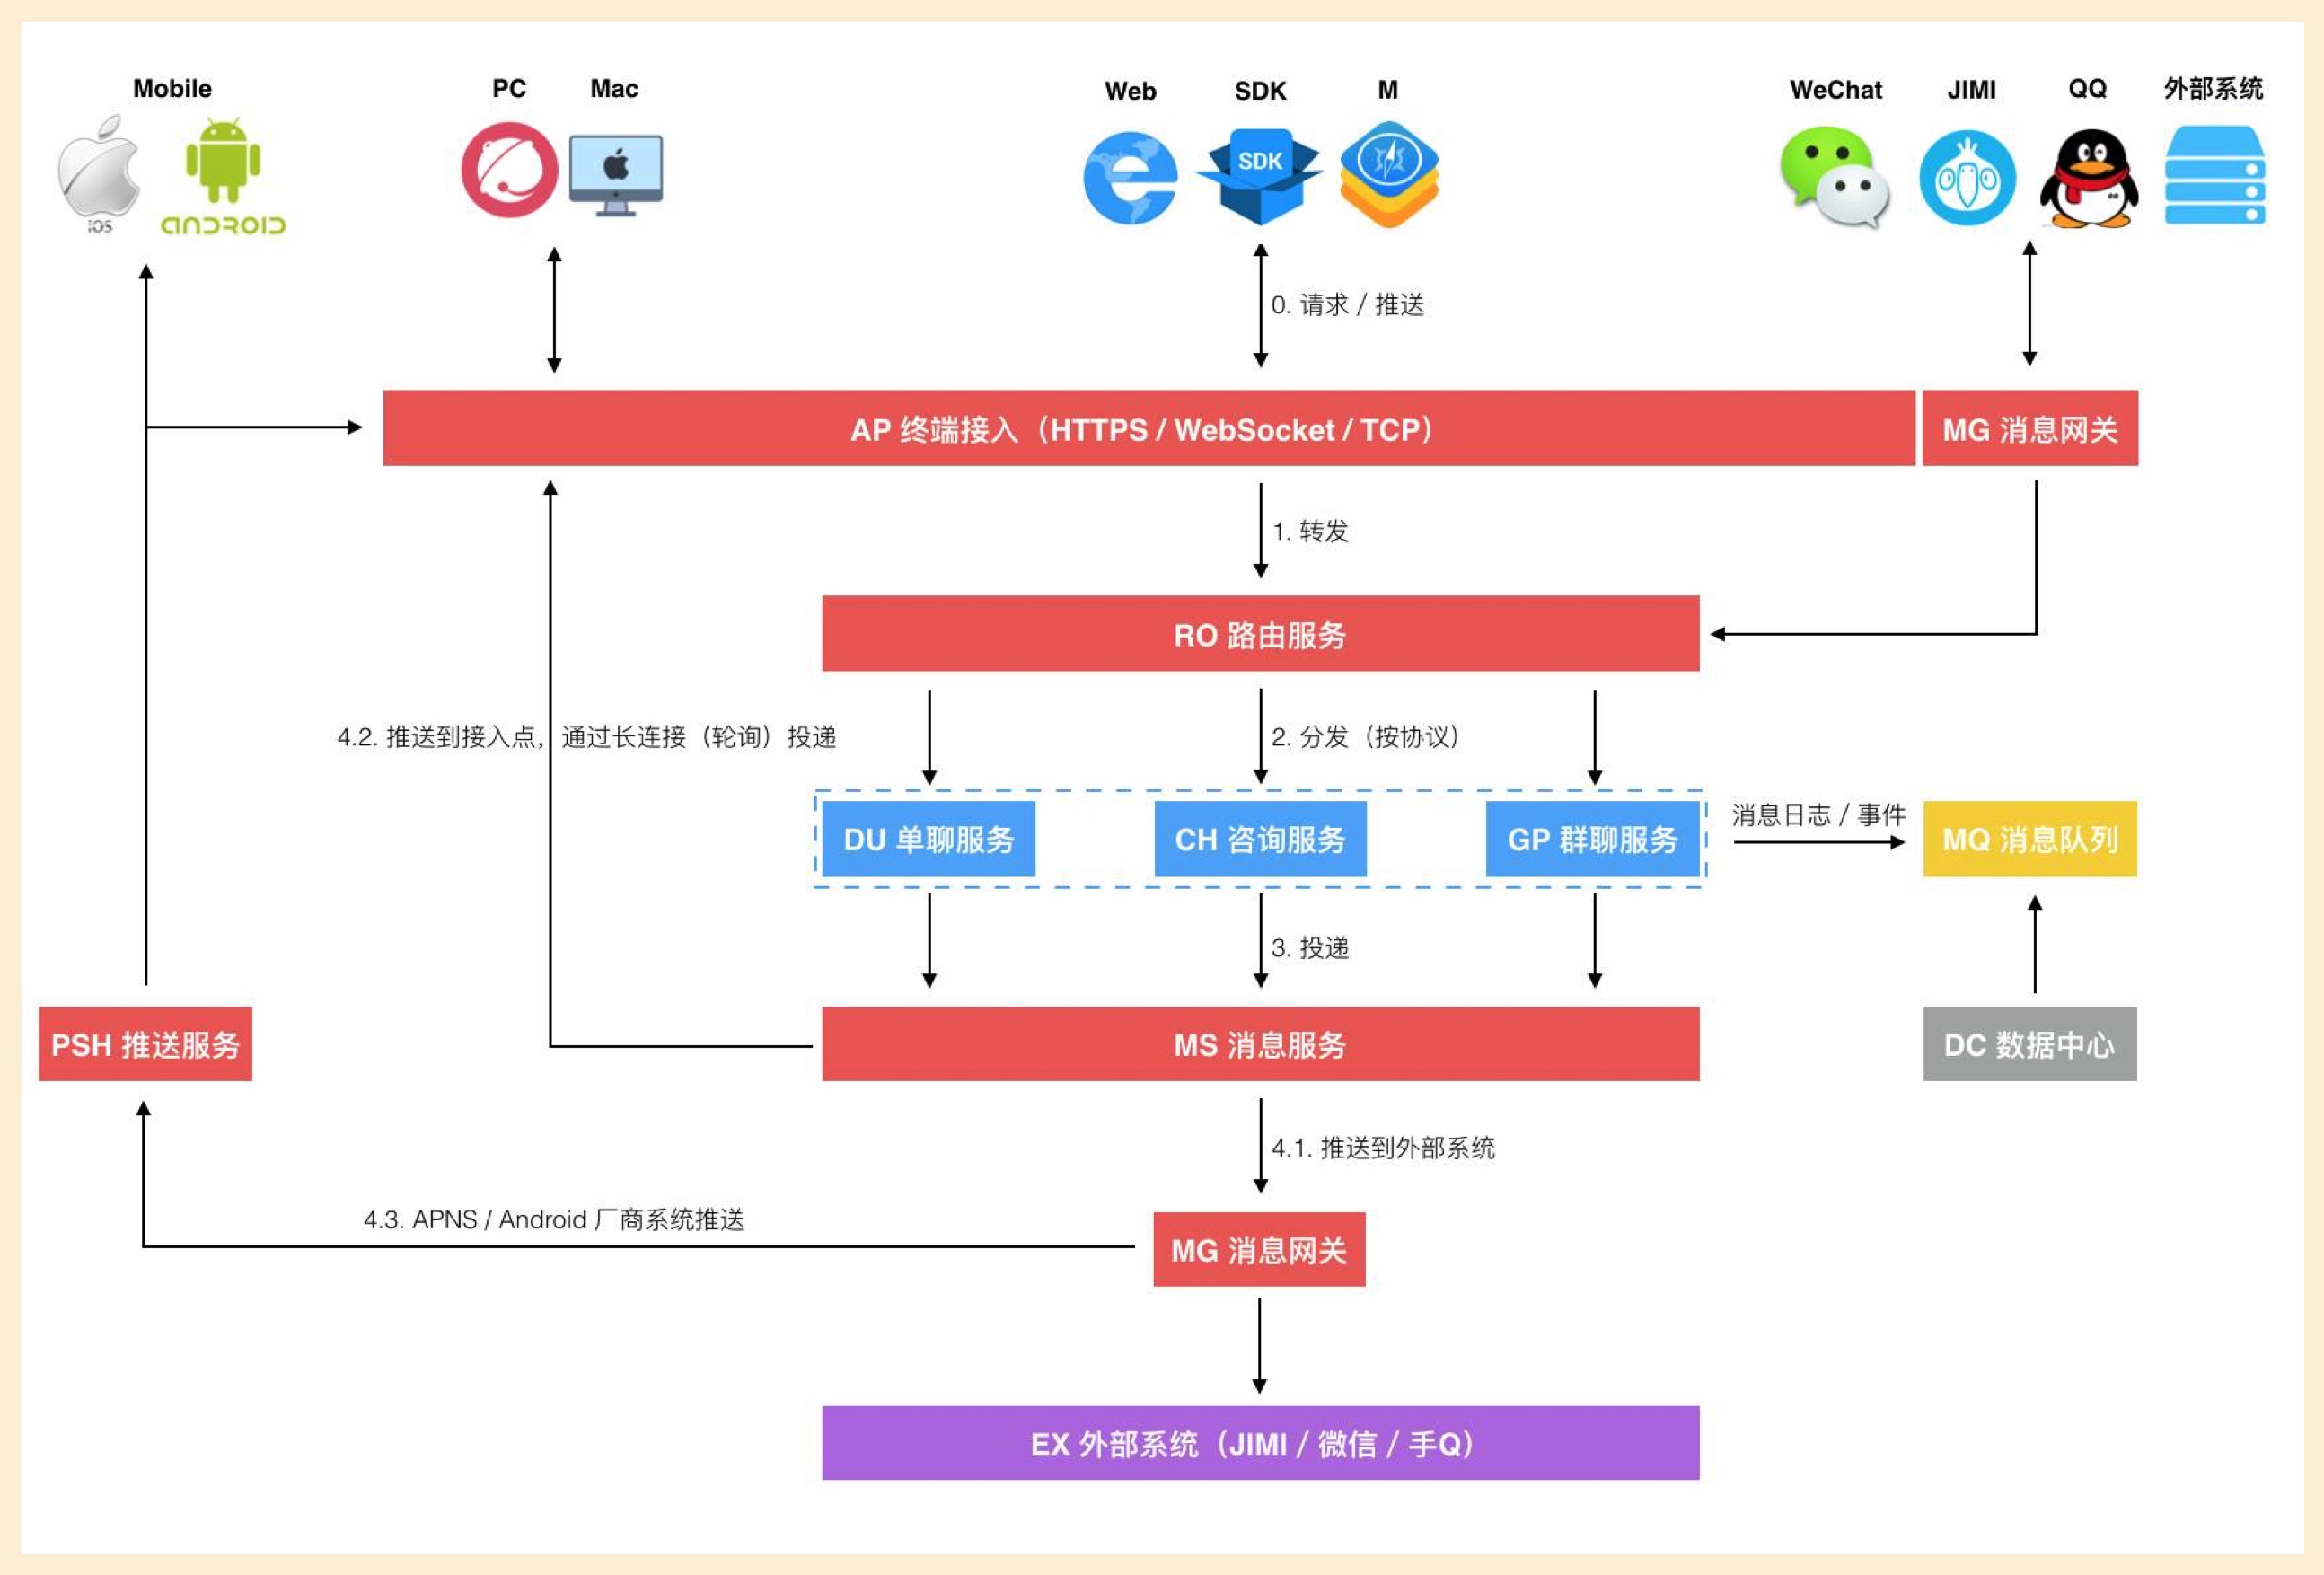 Mobile
PC
Mac
Web
SDK
M
WeChat
JIMI
QQ
外部系统
iOS
ANDROID
SDK
0. 请求 / 推送
AP 终端接入（HTTPS / WebSocket / TCP）
MG 消息网关
1. 转发
RO 路由服务
4.2. 推送到接入点，通过长连接（轮询）投递
2. 分发（按协议）
DU 单聊服务
CH 咨询服务
GP 群聊服务
消息日志 / 事件
MQ 消息队列
3. 投递
PSH 推送服务
MS 消息服务
DC 数据中心
4.1. 推送到外部系统
4.3. APNS / Android 厂商系统推送
MG 消息网关
EX 外部系统（JIMI / 微信 / 手Q）